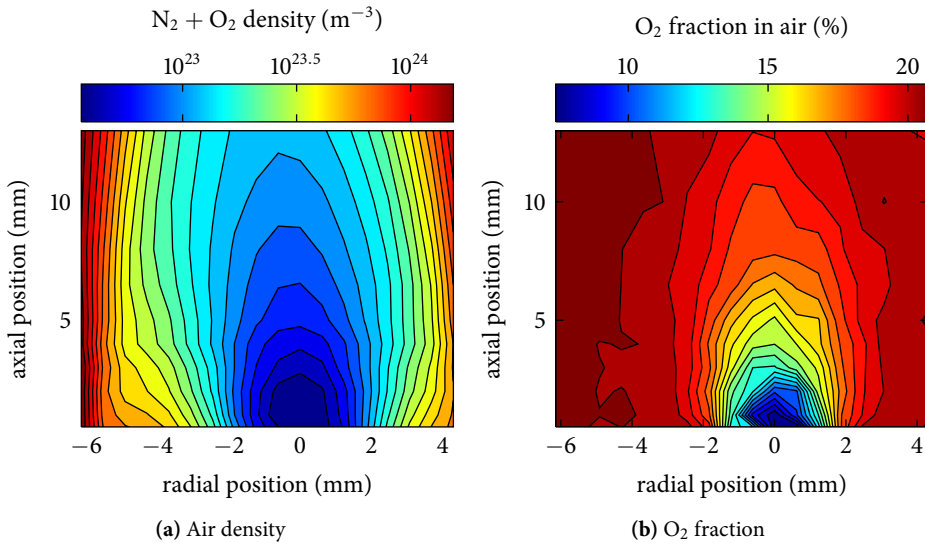 N₂ + O₂ density (m⁻³)
10²³ 10²³·⁵ 10²⁴
axial position (mm)
10
5
−6 −4 −2 0 2 4
radial position (mm)
(a) Air density
O₂ fraction in air (%)
10 15 20
axial position (mm)
10
5
−6 −4 −2 0 2 4
radial position (mm)
(b) O₂ fraction